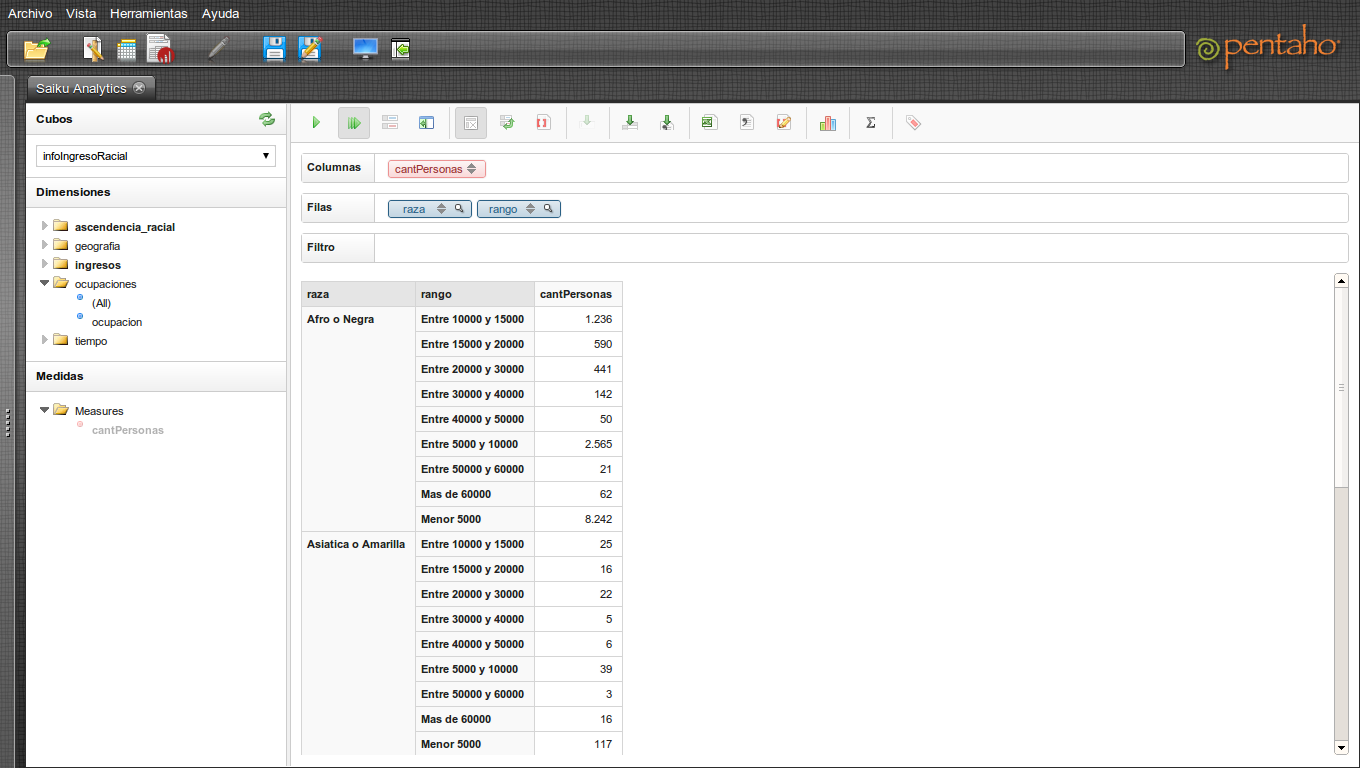 Archivo Vista Herramientas Ayuda
pentaho
Saiku Analytics
Cubos
infoIngresoRacial
Dimensiones
ascendencia_racial
geografia
ingresos
ocupaciones
(All)
ocupacion
tiempo
Medidas
Measures
cantPersonas
Columnas cantPersonas
Filas raza rango
Filtro
raza rango cantPersonas
Afro o Negra Entre 10000 y 15000 1.236
Entre 15000 y 20000 590
Entre 20000 y 30000 441
Entre 30000 y 40000 142
Entre 40000 y 50000 50
Entre 5000 y 10000 2.565
Entre 50000 y 60000 21
Mas de 60000 62
Menor 5000 8.242
Asiatica o Amarilla Entre 10000 y 15000 25
Entre 15000 y 20000 16
Entre 20000 y 30000 22
Entre 30000 y 40000 5
Entre 40000 y 50000 6
Entre 5000 y 10000 39
Entre 50000 y 60000 3
Mas de 60000 16
Menor 5000 117